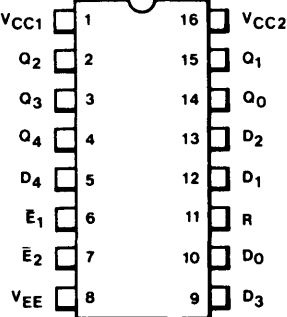 VCC1 1 16 VCC2
Q2 2 15 Q1
Q3 3 14 Q0
Q4 4 13 D2
D4 5 12 D1
Ē1 6 11 R
Ē2 7 10 D0
VEE 8 9 D3